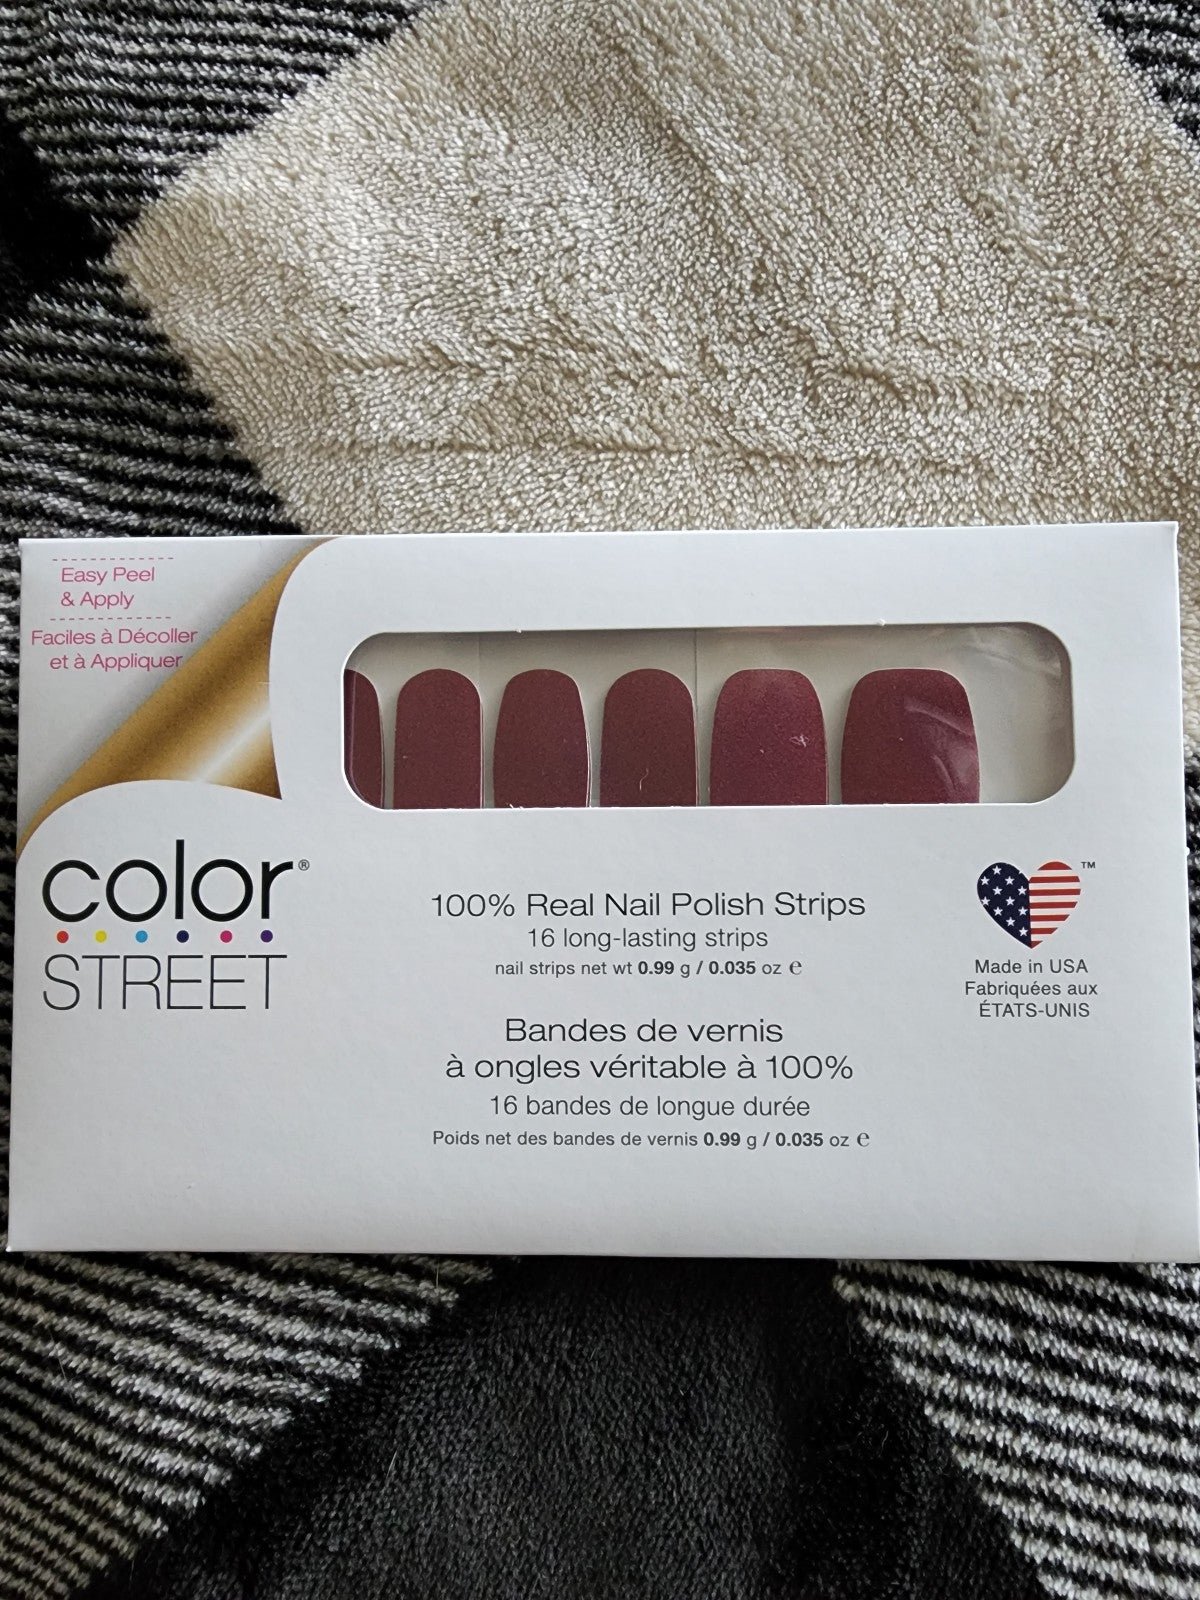 Easy Peel
& Apply
Faciles à Décoller
et à Appliquer
color®
STREET
100% Real Nail Polish Strips
16 long-lasting strips
nail strips net wt 0.99 g / 0.035 oz ℮
Bandes de vernis
à ongles véritable à 100%
16 bandes de longue durée
Poids net des bandes de vernis 0.99 g / 0.035 oz ℮
™
Made in USA
Fabriquées aux
ÉTATS-UNIS